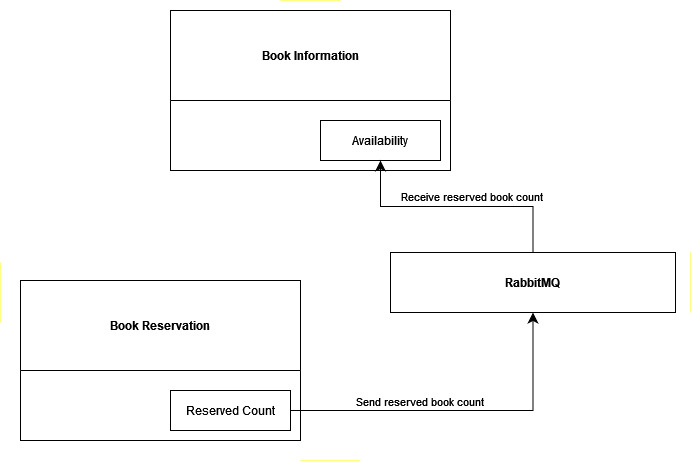 Book Information
Availability
Receive reserved book count
RabbitMQ
Book Reservation
Reserved Count
Send reserved book count